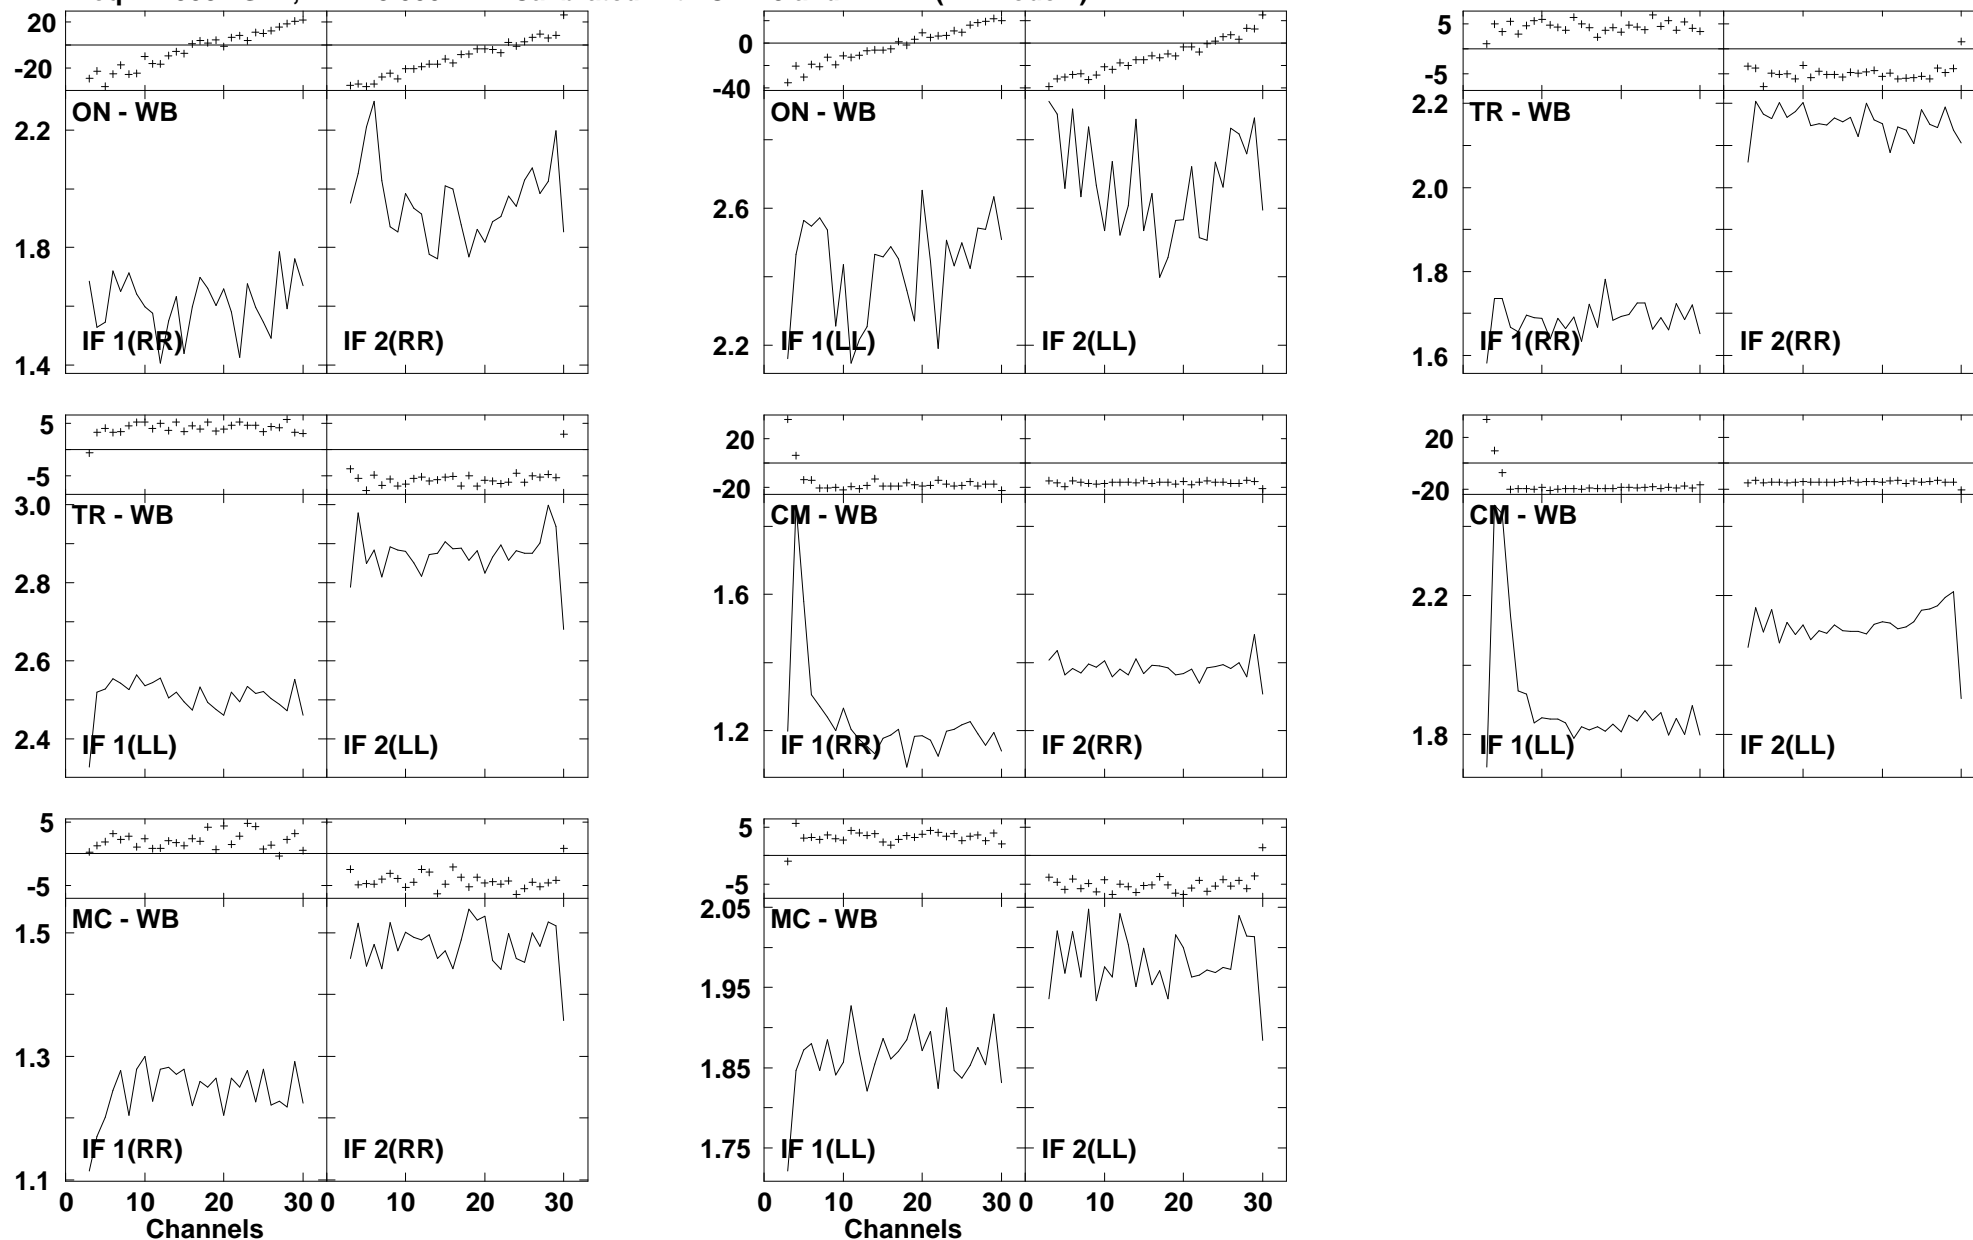 20
-20
ON - WB
2.2
1.8
1.4
IF 1(RR)
IF 2(RR)
0
-40
ON - WB
2.6
2.2
IF 1(LL)
IF 2(LL)
5
-5
TR - WB
2.2
2.0
1.8
1.6
IF 1(RR)
IF 2(RR)
5
-5
TR - WB
3.0
2.8
2.6
2.4
IF 1(LL)
IF 2(LL)
20
-20
CM - WB
1.6
1.2
IF 1(RR)
IF 2(RR)
20
-20
CM - WB
2.2
1.8
IF 1(LL)
IF 2(LL)
5
-5
MC - WB
1.5
1.3
1.1
IF 1(RR)
IF 2(RR)
0 10 20 30 0 10 20 30
Channels
5
-5
MC - WB
2.05
1.95
1.85
1.75
IF 1(LL)
IF 2(LL)
0 10 20 30 0 10 20 30
Channels